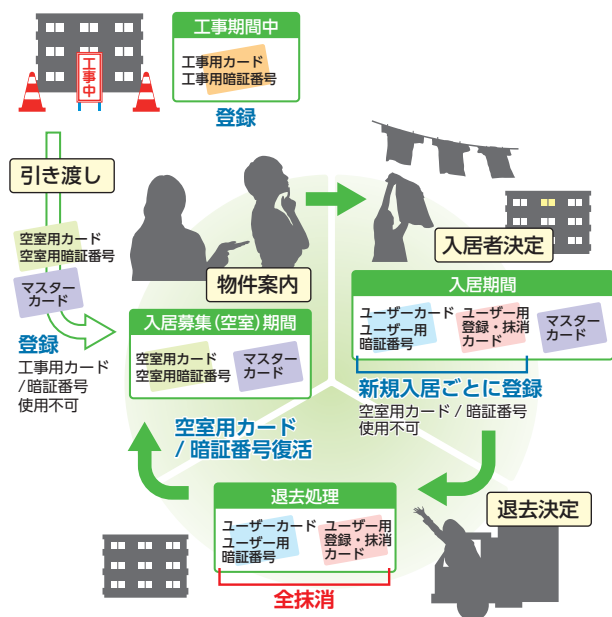 工事中
工事期間中
工事用カード
工事用暗証番号
登録
引き渡し
空室用カード
空室用暗証番号
マスター
カード
登録
工事用カード
/暗証番号
使用不可
物件案内
入居募集(空室)期間
空室用カード
空室用暗証番号
マスター
カード
入居者決定
入居期間
ユーザーカード
ユーザー用
暗証番号
ユーザー用
登録・抹消
カード
マスター
カード
新規入居ごとに登録
空室用カード / 暗証番号
使用不可
空室用カード
/ 暗証番号復活
退去決定
退去処理
ユーザーカード
ユーザー用
暗証番号
ユーザー用
登録・抹消
カード
全抹消